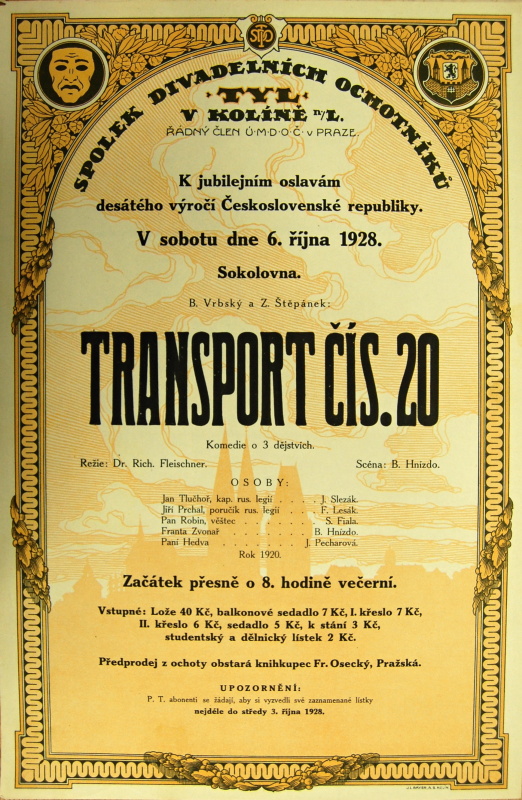 SPOLEK DIVADELNÍCH OCHOTNÍKŮ
TYL
V KOLÍNĚ n/L.
ŘÁDNÝ ČLEN Ú·M·D·O·Č· v PRAZE.
K jubilejním oslavám
desátého výročí Československé republiky.
V sobotu dne 6. října 1928.
Sokolovna.
B. Vrbský a Z. Štěpánek:
TRANSPORT ČÍS. 20
Komedie o 3 dějstvích.
Režie: Dr. Rich. Fleischner. Scéna: B. Hnizdo.
OSOBY:
Jan Tlučhoř, kap. rus. legií . . . . J. Slezák.
Jiří Prchal, poručík rus. legií . . . . F. Lesák.
Pan Robin, věštec . . . . . . . S. Fiala.
Franta Zvonař . . . . . . . B. Hnízdo.
Paní Hedva . . . . . . . J. Pecharová.
Rok 1920.
Začátek přesně o 8. hodině večerní.
Vstupné: Lože 40 Kč, balkonové sedadlo 7 Kč, I. křeslo 7 Kč,
II. křeslo 6 Kč, sedadlo 5 Kč, k stání 3 Kč,
studentský a dělnický lístek 2 Kč.
Předprodej z ochoty obstará knihkupec Fr. Osecký, Pražská.
UPOZORNĚNÍ:
P. T. abonenti se žádají, aby si vyzvedli své zaznamenané lístky
nejdéle do středy 3. října 1928.